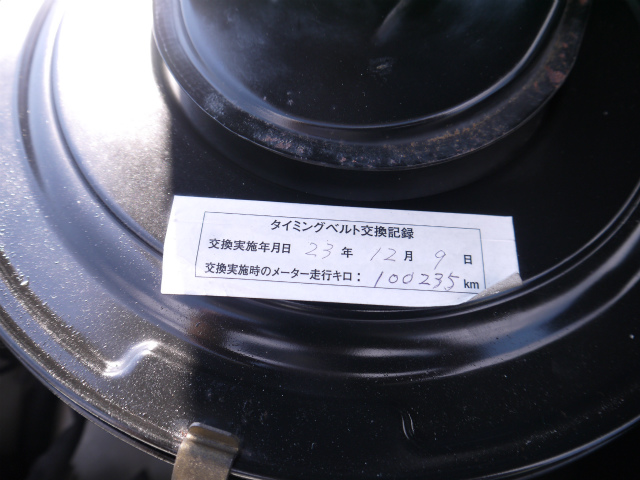 タイミングベルト交換記録
交換実施年月日 23 年 12 月 9 日
交換実施時のメーター走行キロ： 100235 km